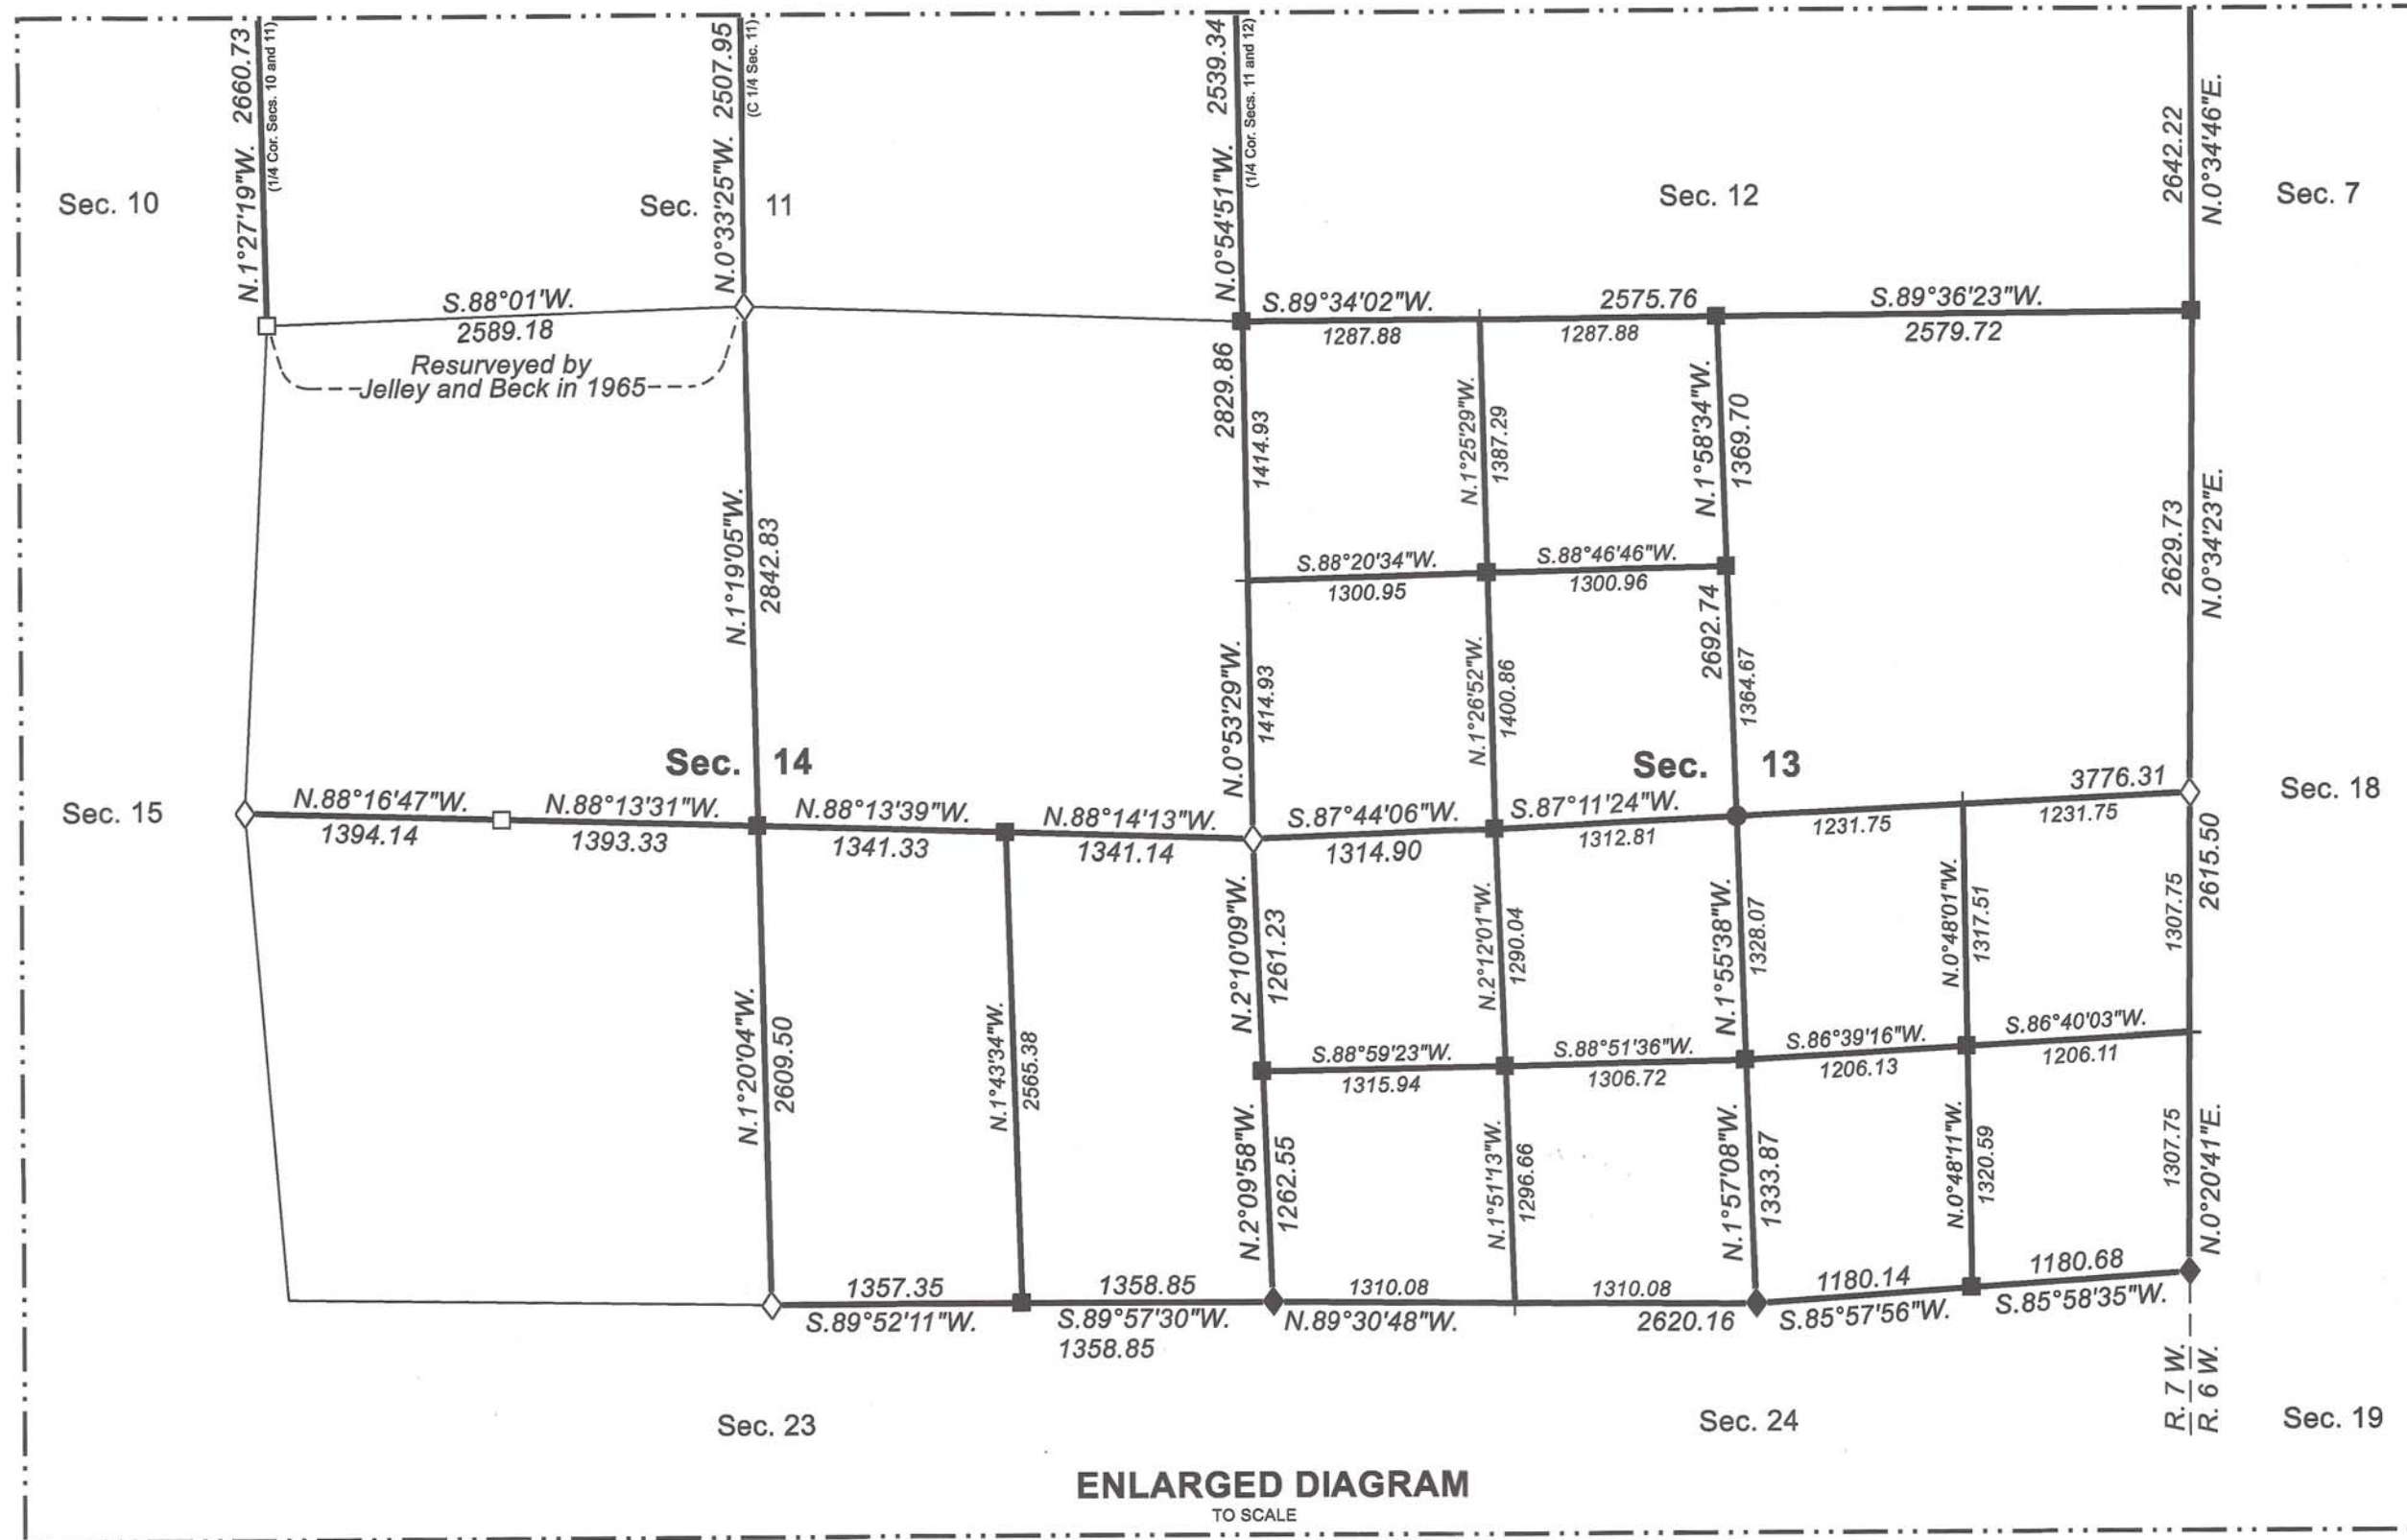 N.1°27'19"W. 2660.73
(1/4 Cor. Secs. 10 and 11)
N.0°33'25"W. 2507.95
(C 1/4 Sec. 11)
N.0°54'51"W. 2539.34
(1/4 Cor. Secs. 11 and 12)
2642.22
N.0°34'46"E.
Sec. 10
Sec. 11
Sec. 12
Sec. 7
S.88°01'W.
2589.18
Resurveyed by
Jelley and Beck in 1965
S.89°34'02"W.
2575.76
S.89°36'23"W.
1287.88
1287.88
2579.72
2829.86
1414.93
N.1°25'29"W.
1387.29
N.1°58'34"W.
1369.70
2629.73
N.0°34'23"E.
N.1°19'05"W.
2842.83
S.88°20'34"W.
1300.95
S.88°46'46"W.
1300.96
N.0°53'29"W.
1414.93
N.1°26'52"W.
1400.86
2692.74
1364.67
Sec. 14
Sec. 13
Sec. 15
Sec. 18
N.88°16'47"W.
1394.14
N.88°13'31"W.
1393.33
N.88°13'39"W.
1341.33
N.88°14'13"W.
1341.14
S.87°44'06"W.
1314.90
S.87°11'24"W.
1312.81
3776.31
1231.75
1231.75
N.1°20'04"W.
2609.50
N.1°43'34"W.
2565.38
N.2°10'09"W.
1261.23
N.2°12'01"W.
1290.04
N.1°55'38"W.
1328.07
N.0°48'01"W.
1317.51
1307.75
2615.50
S.88°59'23"W.
1315.94
S.88°51'36"W.
1306.72
S.86°39'16"W.
1206.13
S.86°40'03"W.
1206.11
N.2°09'58"W.
1262.55
N.1°51'13"W.
1296.66
N.1°57'08"W.
1333.87
N.0°48'11"W.
1320.59
1307.75
N.0°20'41"E.
1357.35
S.89°52'11"W.
1358.85
S.89°57'30"W.
1358.85
1310.08
N.89°30'48"W.
1310.08
2620.16
1180.14
S.85°57'56"W.
1180.68
S.85°58'35"W.
R. 7 W.
R. 6 W.
Sec. 23
Sec. 24
Sec. 19
ENLARGED DIAGRAM
TO SCALE